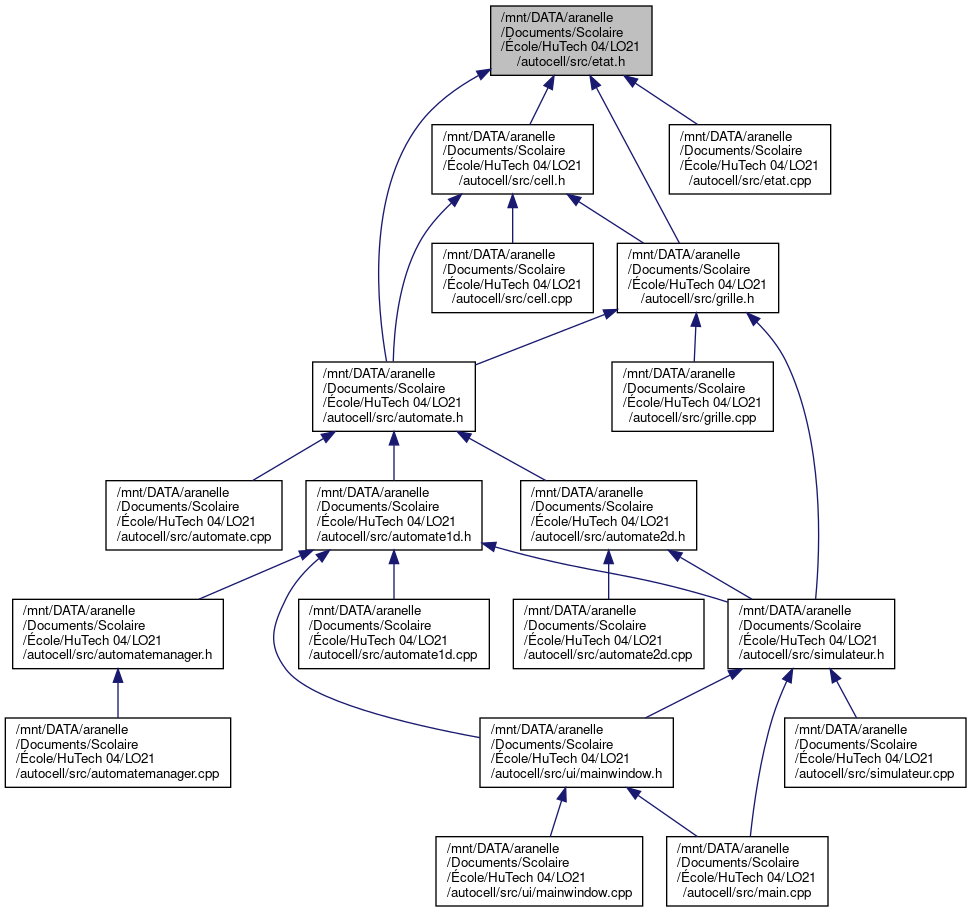 /mnt/DATA/aranelle
/Documents/Scolaire
/École/HuTech 04/LO21
/autocell/src/etat.h
/mnt/DATA/aranelle
/Documents/Scolaire
/École/HuTech 04/LO21
/autocell/src/cell.h
/mnt/DATA/aranelle
/Documents/Scolaire
/École/HuTech 04/LO21
/autocell/src/etat.cpp
/mnt/DATA/aranelle
/Documents/Scolaire
/École/HuTech 04/LO21
/autocell/src/cell.cpp
/mnt/DATA/aranelle
/Documents/Scolaire
/École/HuTech 04/LO21
/autocell/src/grille.h
/mnt/DATA/aranelle
/Documents/Scolaire
/École/HuTech 04/LO21
/autocell/src/automate.h
/mnt/DATA/aranelle
/Documents/Scolaire
/École/HuTech 04/LO21
/autocell/src/grille.cpp
/mnt/DATA/aranelle
/Documents/Scolaire
/École/HuTech 04/LO21
/autocell/src/automate.cpp
/mnt/DATA/aranelle
/Documents/Scolaire
/École/HuTech 04/LO21
/autocell/src/automate1d.h
/mnt/DATA/aranelle
/Documents/Scolaire
/École/HuTech 04/LO21
/autocell/src/automate2d.h
/mnt/DATA/aranelle
/Documents/Scolaire
/École/HuTech 04/LO21
/autocell/src/automatemanager.h
/mnt/DATA/aranelle
/Documents/Scolaire
/École/HuTech 04/LO21
/autocell/src/automate1d.cpp
/mnt/DATA/aranelle
/Documents/Scolaire
/École/HuTech 04/LO21
/autocell/src/automate2d.cpp
/mnt/DATA/aranelle
/Documents/Scolaire
/École/HuTech 04/LO21
/autocell/src/simulateur.h
/mnt/DATA/aranelle
/Documents/Scolaire
/École/HuTech 04/LO21
/autocell/src/automatemanager.cpp
/mnt/DATA/aranelle
/Documents/Scolaire
/École/HuTech 04/LO21
/autocell/src/ui/mainwindow.h
/mnt/DATA/aranelle
/Documents/Scolaire
/École/HuTech 04/LO21
/autocell/src/simulateur.cpp
/mnt/DATA/aranelle
/Documents/Scolaire
/École/HuTech 04/LO21
/autocell/src/ui/mainwindow.cpp
/mnt/DATA/aranelle
/Documents/Scolaire
/École/HuTech 04/LO21
/autocell/src/main.cpp